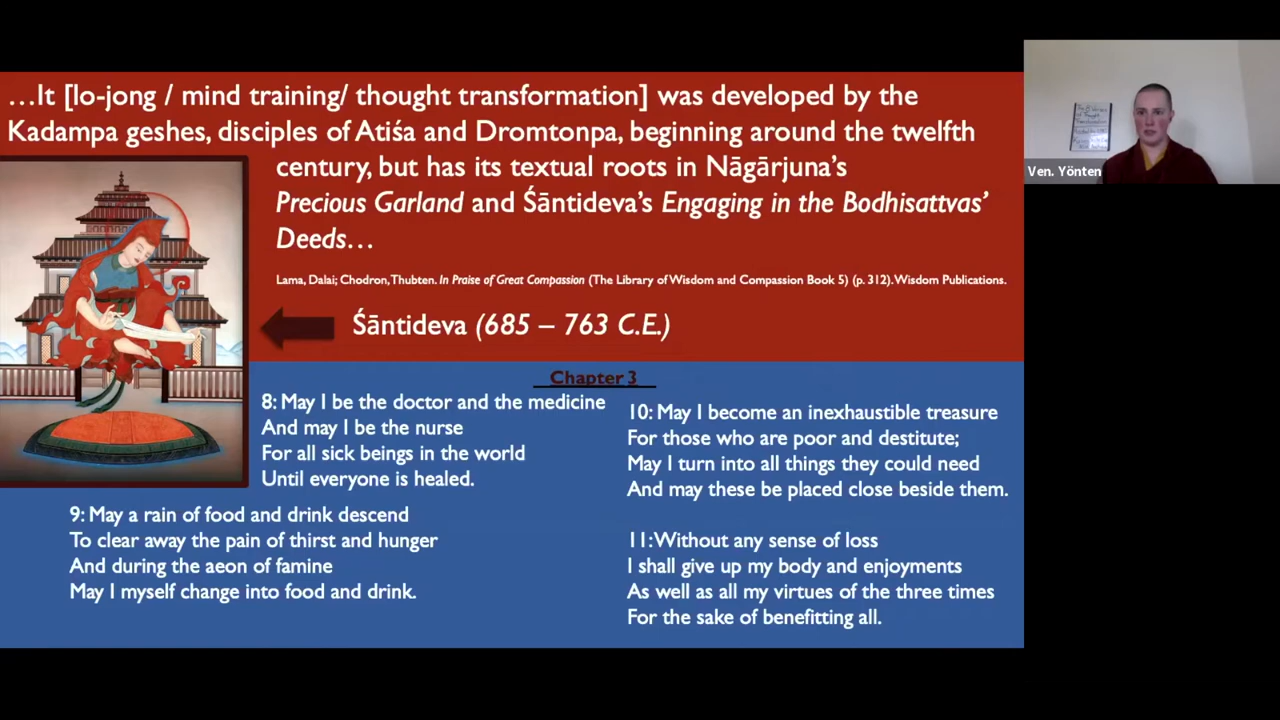 …It [lo-jong / mind training/ thought transformation] was developed by the
Kadampa geshes, disciples of Atiśa and Dromtonpa, beginning around the twelfth
century, but has its textual roots in Nāgārjuna’s
Precious Garland and Śāntideva’s Engaging in the Bodhisattvas’
Deeds…
Lama, Dalai; Chodron, Thubten. In Praise of Great Compassion (The Library of Wisdom and Compassion Book 5) (p. 312). Wisdom Publications.
Śāntideva (685 – 763 C.E.)
Chapter 3
8: May I be the doctor and the medicine
And may I be the nurse
For all sick beings in the world
Until everyone is healed.
9: May a rain of food and drink descend
To clear away the pain of thirst and hunger
And during the aeon of famine
May I myself change into food and drink.
10: May I become an inexhaustible treasure
For those who are poor and destitute;
May I turn into all things they could need
And may these be placed close beside them.
11: Without any sense of loss
I shall give up my body and enjoyments
As well as all my virtues of the three times
For the sake of benefitting all.
Ven. Yönten